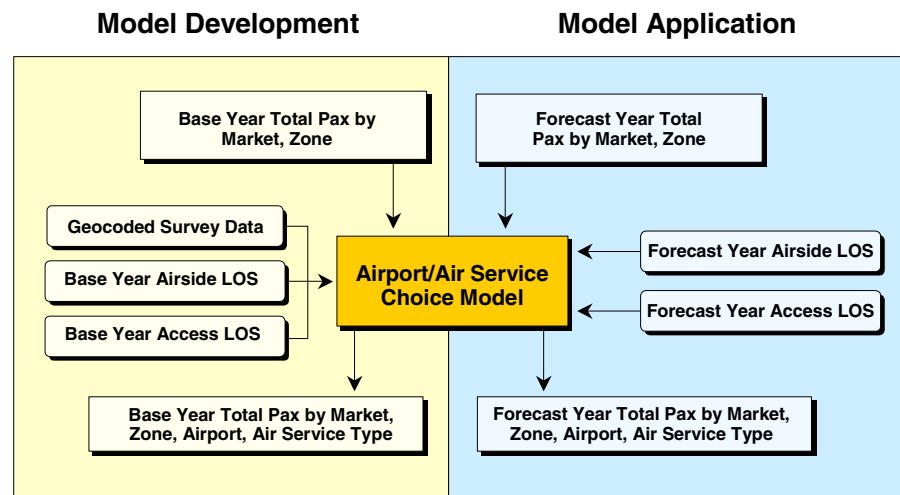 Model Development
Model Application
Base Year Total Pax by
Market, Zone
Forecast Year Total
Pax by Market, Zone
Geocoded Survey Data
Base Year Airside LOS
Base Year Access LOS
Airport/Air Service
Choice Model
Forecast Year Airside LOS
Forecast Year Access LOS
Base Year Total Pax by Market,
Zone, Airport, Air Service Type
Forecast Year Total Pax by Market,
Zone, Airport, Air Service Type